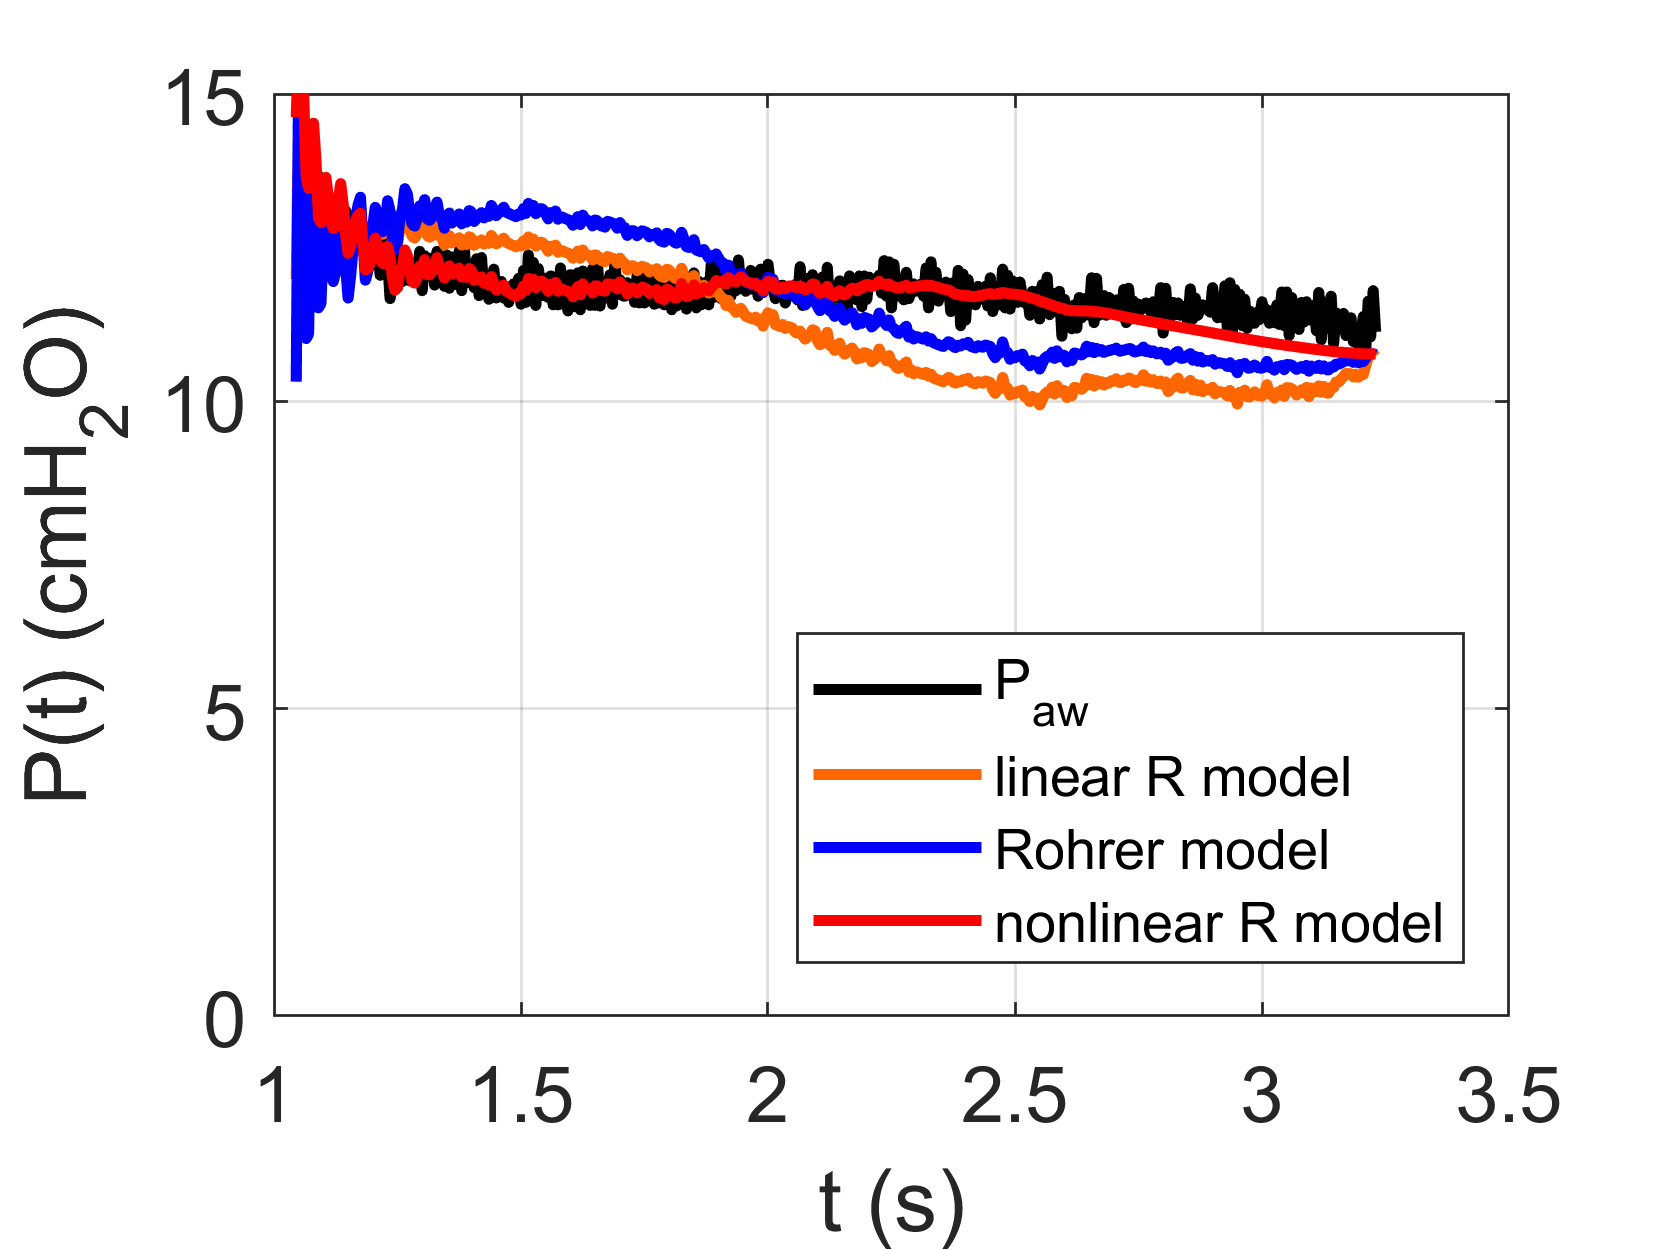 15
10
5
0
P(t) (cmH2O)
1 1.5 2 2.5 3 3.5
t (s)
Paw
linear R model
Rohrer model
nonlinear R model